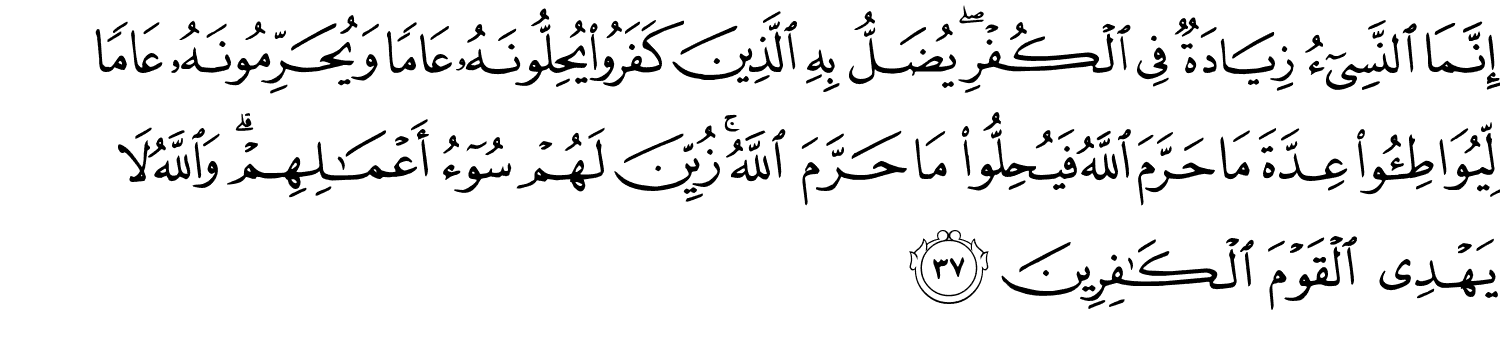 إِنَّمَا ٱلنَّسِىٓءُ زِيَادَةٌ فِى ٱلْكُفْرِ ۖ يُضَلُّ بِهِ ٱلَّذِينَ كَفَرُوا۟ يُحِلُّونَهُۥ عَامًا وَيُحَرِّمُونَهُۥ عَامًا
لِّيُوَاطِـُٔوا۟ عِدَّةَ مَا حَرَّمَ ٱللَّهُ فَيُحِلُّوا۟ مَا حَرَّمَ ٱللَّهُ ۚ زُيِّنَ لَهُمْ سُوٓءُ أَعْمَـٰلِهِمْ ۗ وَٱللَّهُ لَا
يَهْدِى ٱلْقَوْمَ ٱلْكَـٰفِرِينَ ٣٧